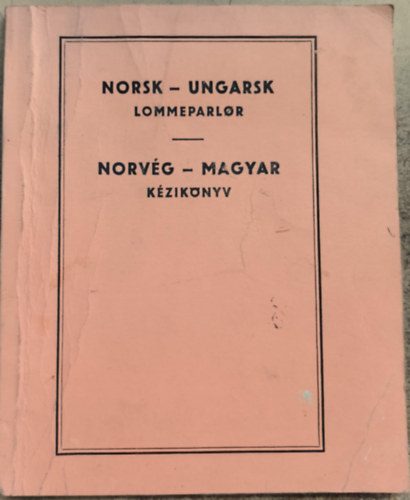 NORSK – UNGARSK
LOMMEPARLØR
NORVÉG – MAGYAR
KÉZIKÖNYV